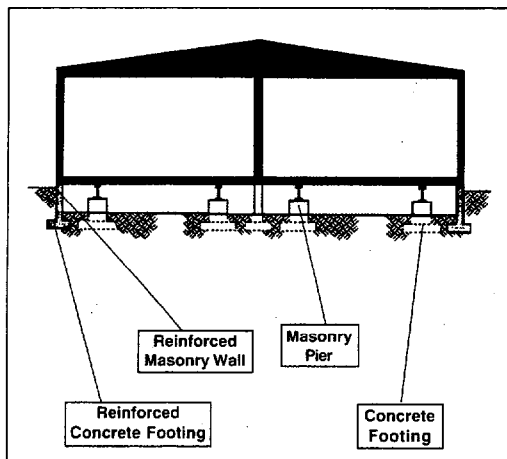 Reinforced
Masonry Wall
Masonry
Pier
Reinforced
Concrete Footing
Concrete
Footing